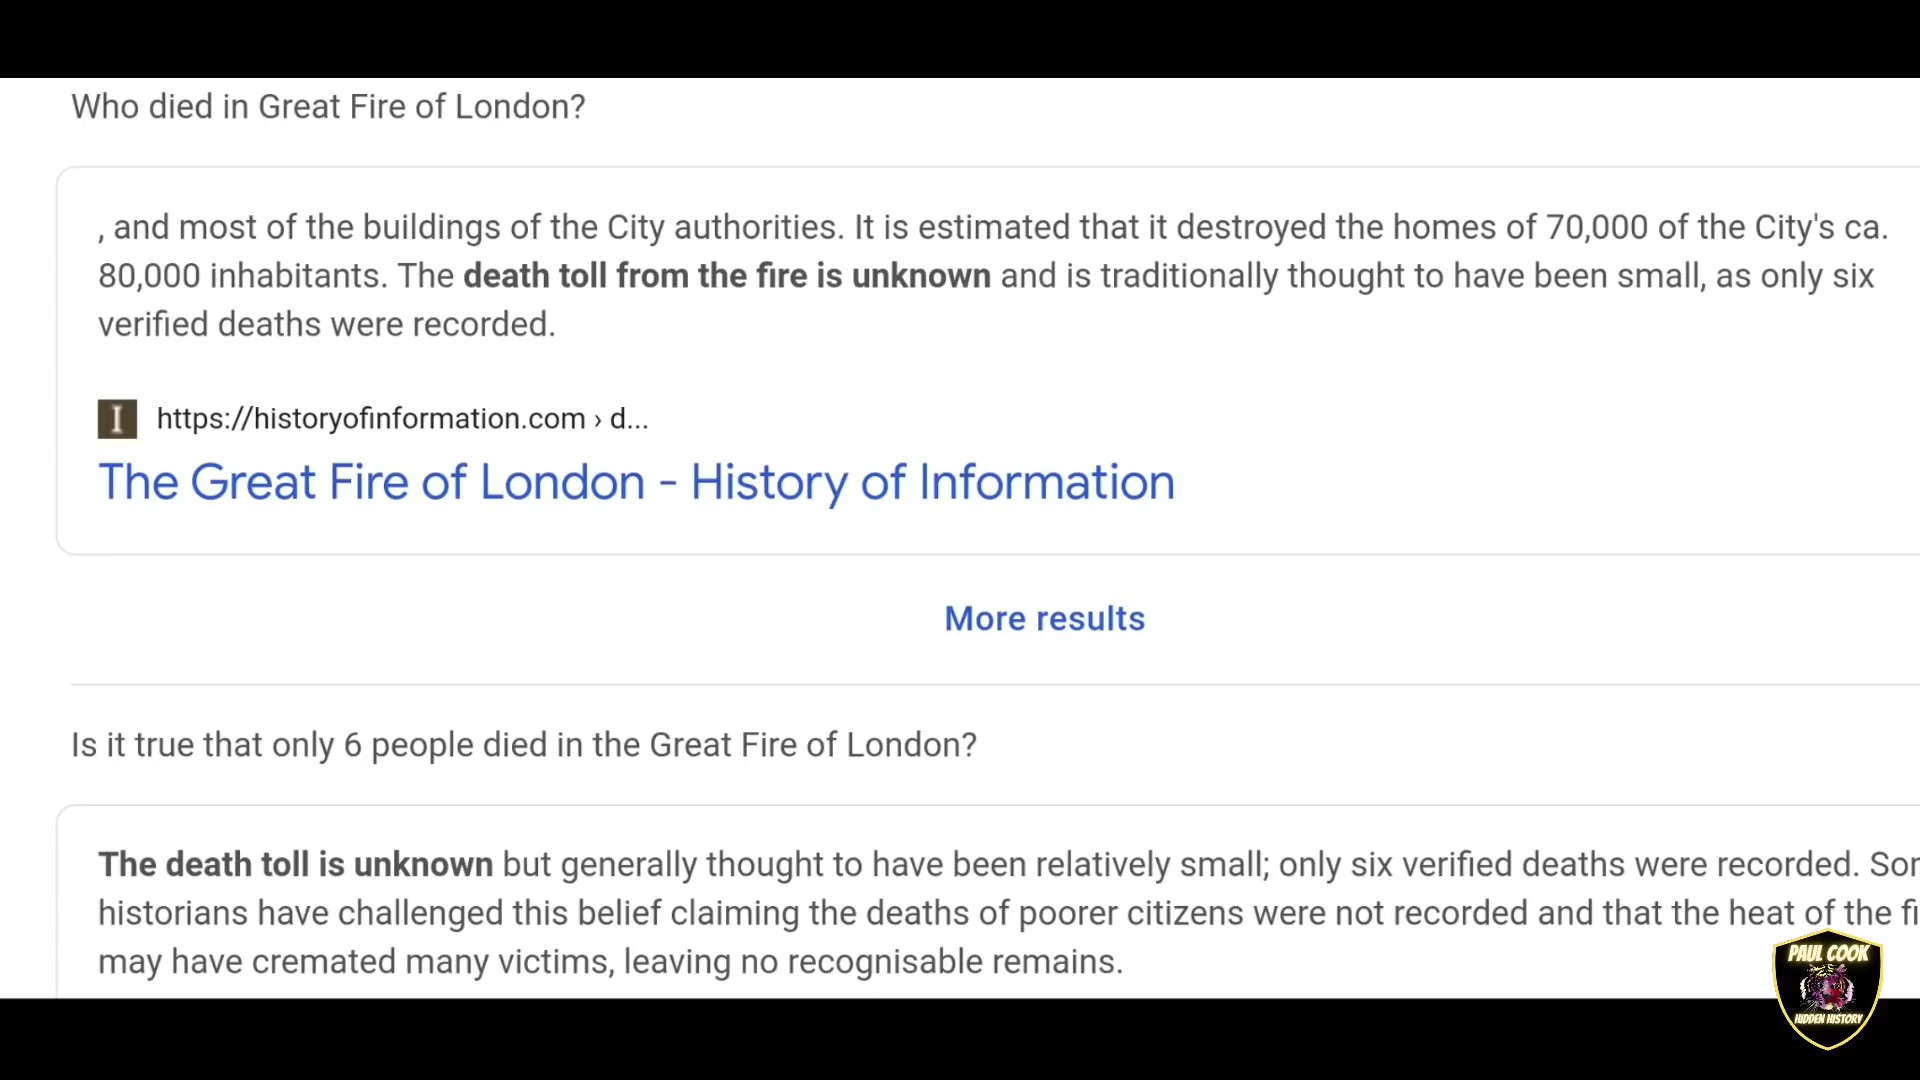 Who died in Great Fire of London?
, and most of the buildings of the City authorities. It is estimated that it destroyed the homes of 70,000 of the City's ca.
80,000 inhabitants. The death toll from the fire is unknown and is traditionally thought to have been small, as only six
verified deaths were recorded.
I
https://historyofinformation.com › d...
The Great Fire of London - History of Information
More results
Is it true that only 6 people died in the Great Fire of London?
The death toll is unknown but generally thought to have been relatively small; only six verified deaths were recorded.
historians have challenged this belief claiming the deaths of poorer citizens were not recorded and that the heat of the
may have cremated many victims, leaving no recognisable remains.
PAUL COOK
HIDDEN HISTORY